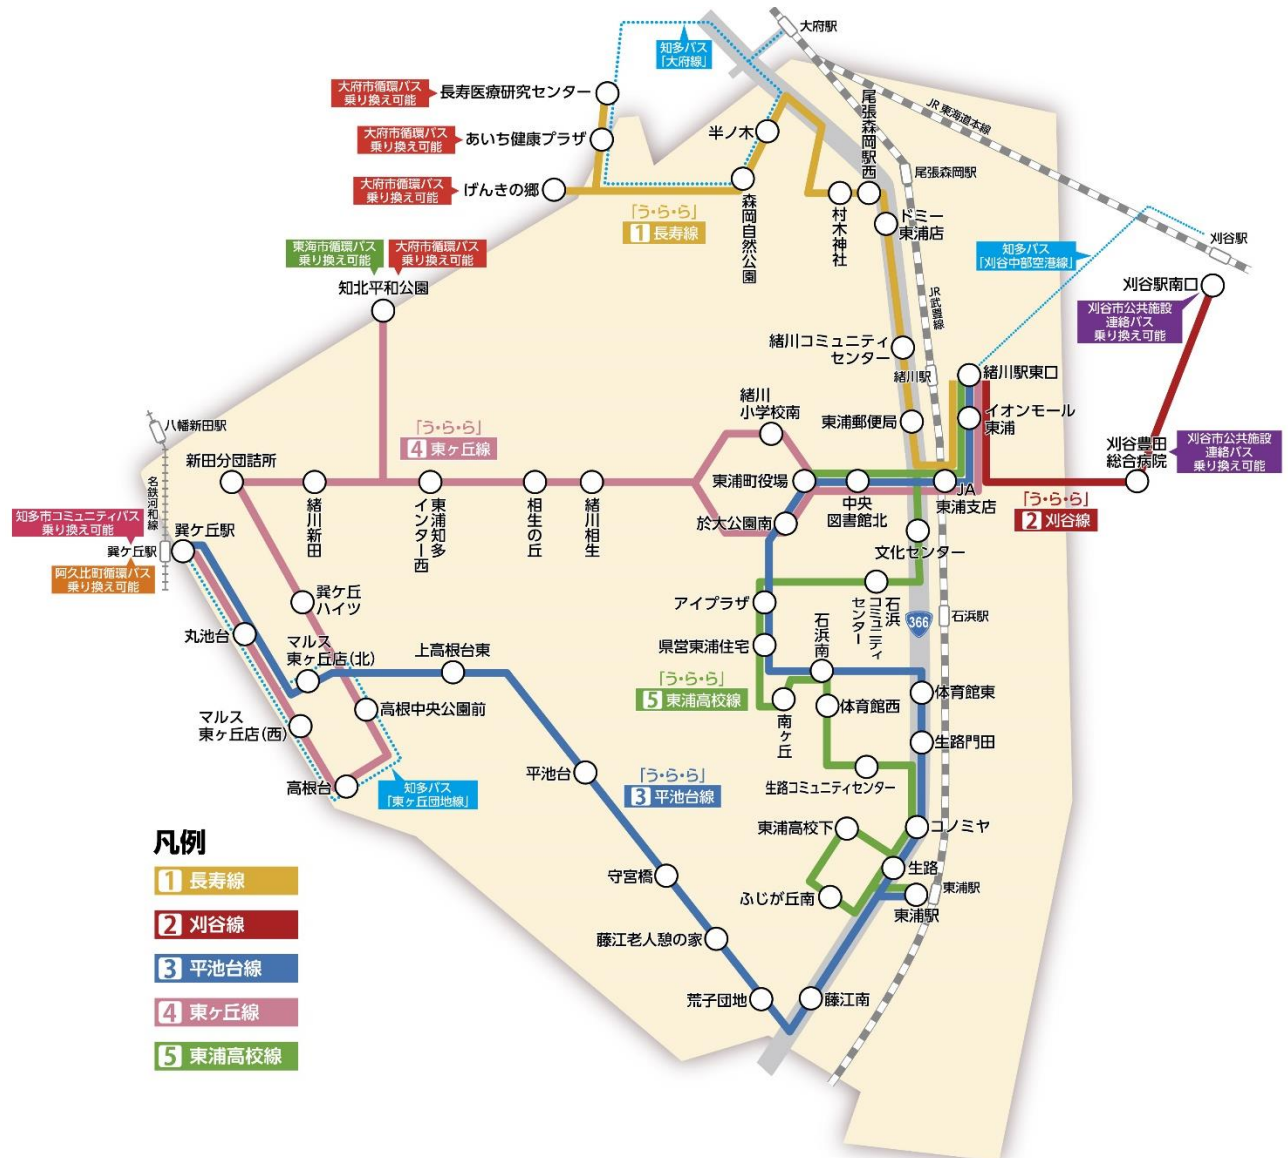 大府駅
知多バス
「大府線」
大府市循環バス
乗り換え可能
長寿医療研究センター
大府市循環バス
乗り換え可能
あいち健康プラザ
大府市循環バス
乗り換え可能
げんきの郷
半ノ木
尾張森岡駅西
JR東海道本線
尾張森岡駅
森岡自然公園
村木神社
ドミー
東浦店
「う・ら・ら」
1 長寿線
東海市循環バス
乗り換え可能
大府市循環バス
乗り換え可能
知北平和公園
知多バス
「刈谷中部空港線」
刈谷駅
刈谷駅南口
刈谷市公共施設
連絡バス
乗り換え可能
JR武豊線
緒川コミュニティ
センター
緒川駅
緒川駅東口
イオンモール
東浦
東浦郵便局
緒川
小学校南
八幡新田駅
名鉄河和線
「う・ら・ら」
4 東ヶ丘線
刈谷豊田
総合病院
刈谷市公共施設
連絡バス
乗り換え可能
新田分団詰所
緒川新田
東浦知多
インター西
相生の丘
緒川相生
東浦町役場
中央
図書館北
JA
東浦支店
「う・ら・ら」
2 刈谷線
於大公園南
文化センター
知多市コミュニティバス
乗り換え可能
巽ケ丘駅
巽ケ丘駅
阿久比町循環バス
乗り換え可能
巽ケ丘
ハイツ
アイプラザ
石浜
コミュニティ
センター
366
石浜駅
丸池台
マルス
東ヶ丘店(北)
上高根台東
県営東浦住宅
石浜南
「う・ら・ら」
5 東浦高校線
体育館東
マルス
東ヶ丘店(西)
高根中央公園前
南ヶ丘
体育館西
生路門田
高根台
知多バス
「東ヶ丘団地線」
平池台
「う・ら・ら」
3 平池台線
生路コミュニティセンター
東浦高校下
コノミヤ
生路
守宮橋
ふじが丘南
東浦駅
東浦駅
藤江老人憩の家
荒子団地
藤江南
凡例
1 長寿線
2 刈谷線
3 平池台線
4 東ヶ丘線
5 東浦高校線